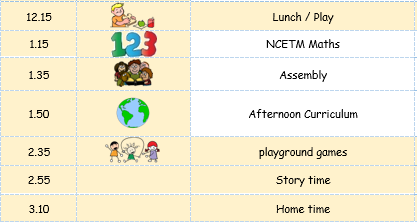 12.15 Lunch / Play
1.15 123 NCETM Maths
1.35 Assembly
1.50 Afternoon Curriculum
2.35 playground games
2.55 Story time
3.10 Home time